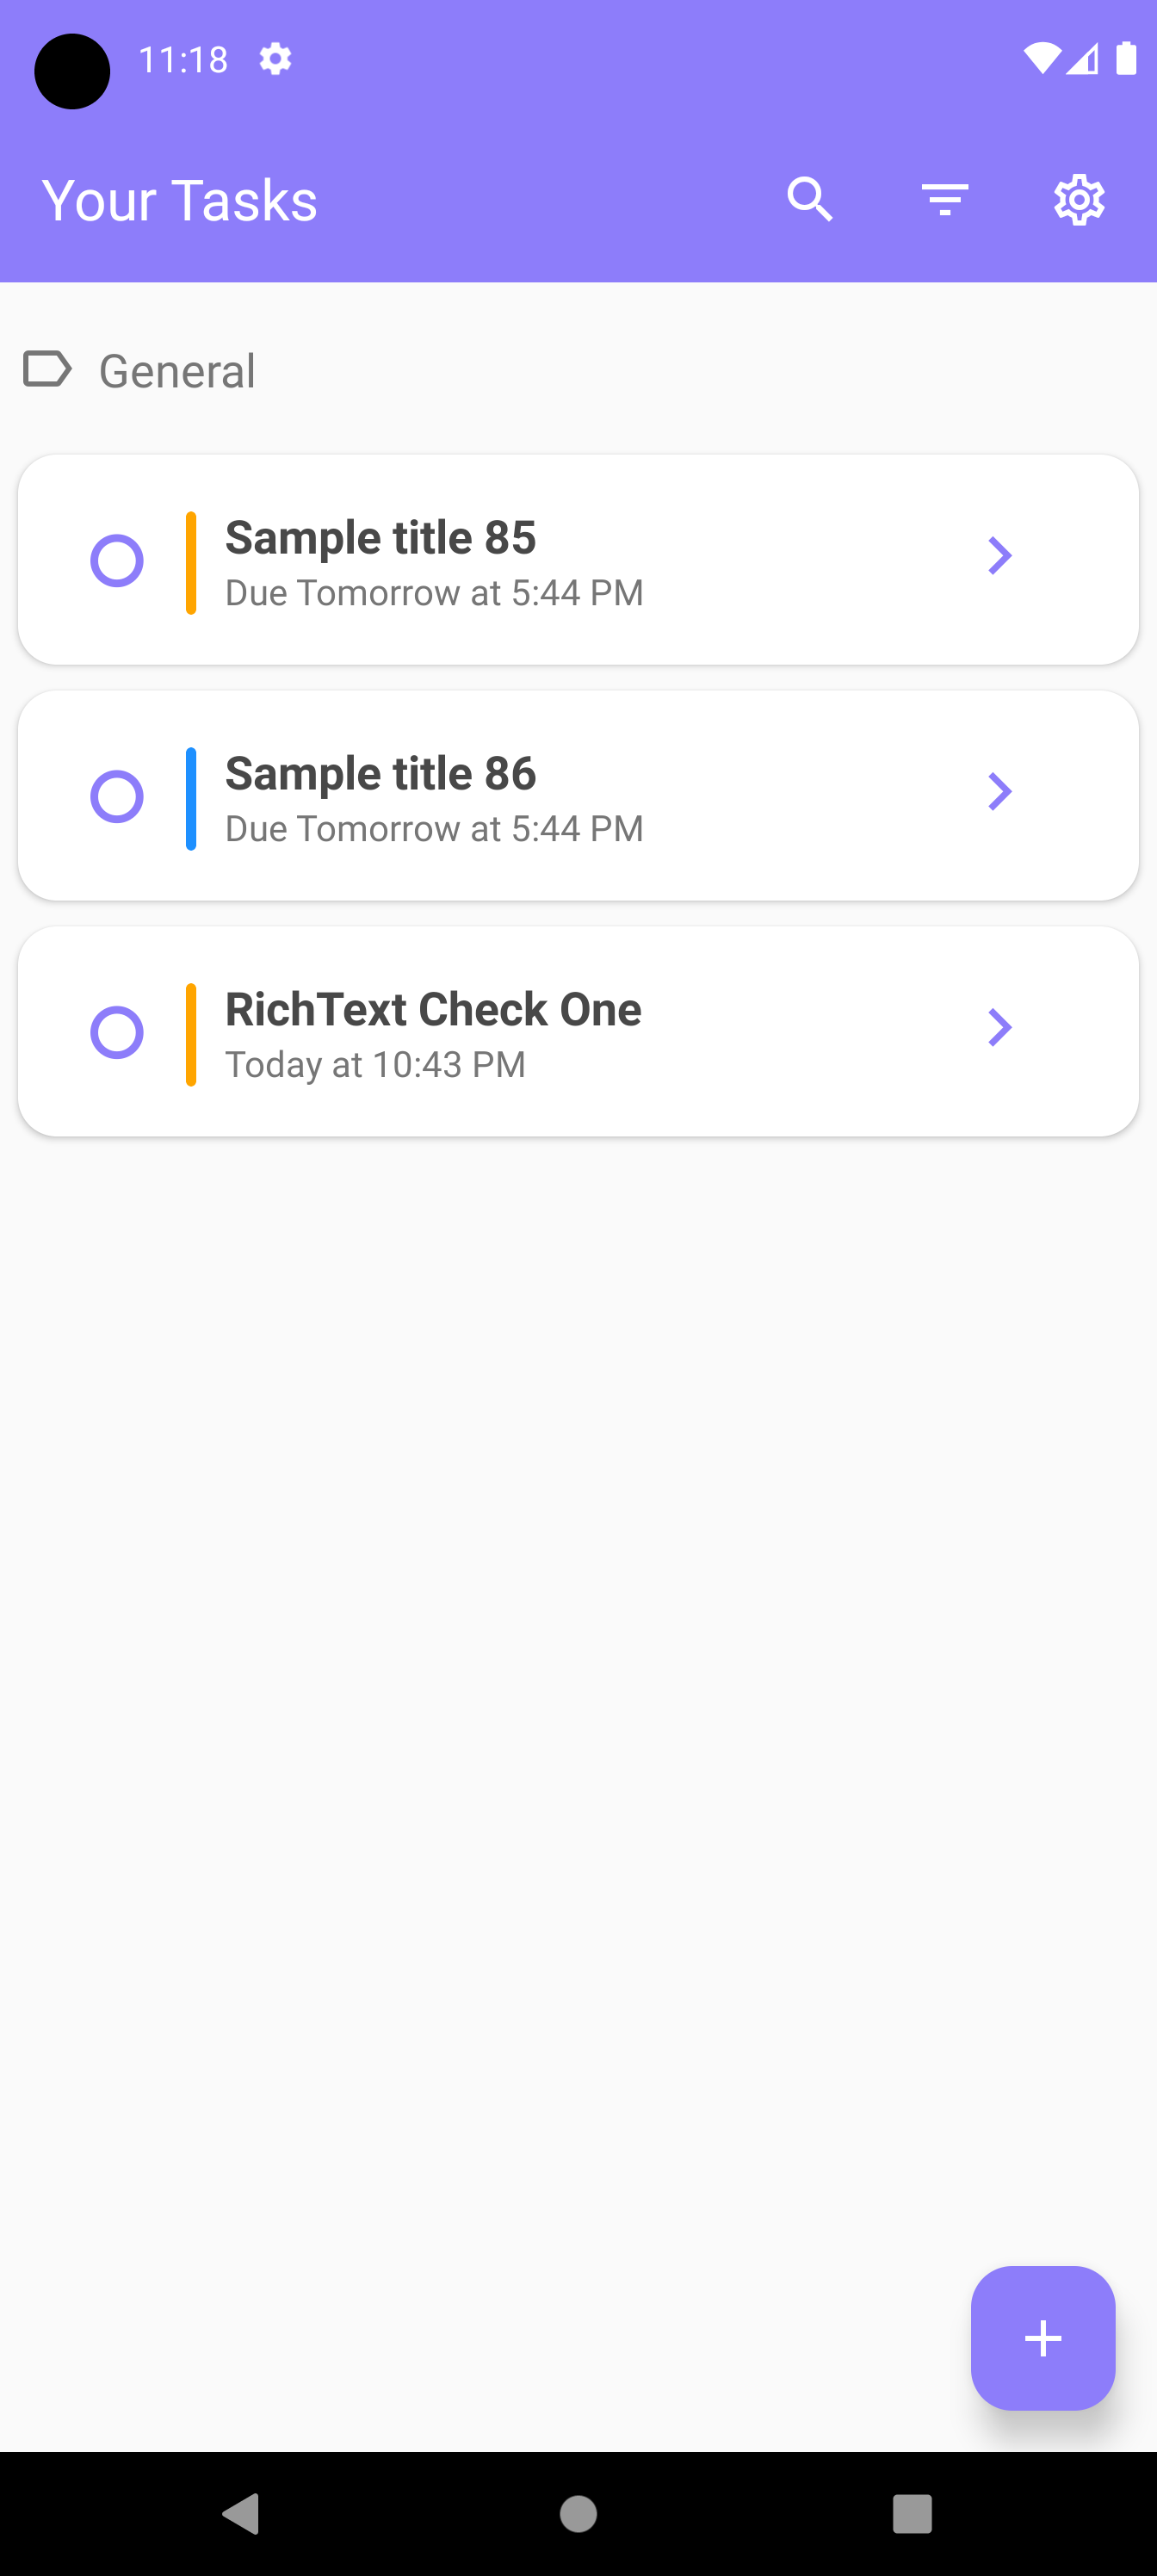 11:18
Your Tasks
General
Sample title 85
Due Tomorrow at 5:44 PM
Sample title 86
Due Tomorrow at 5:44 PM
RichText Check One
Today at 10:43 PM